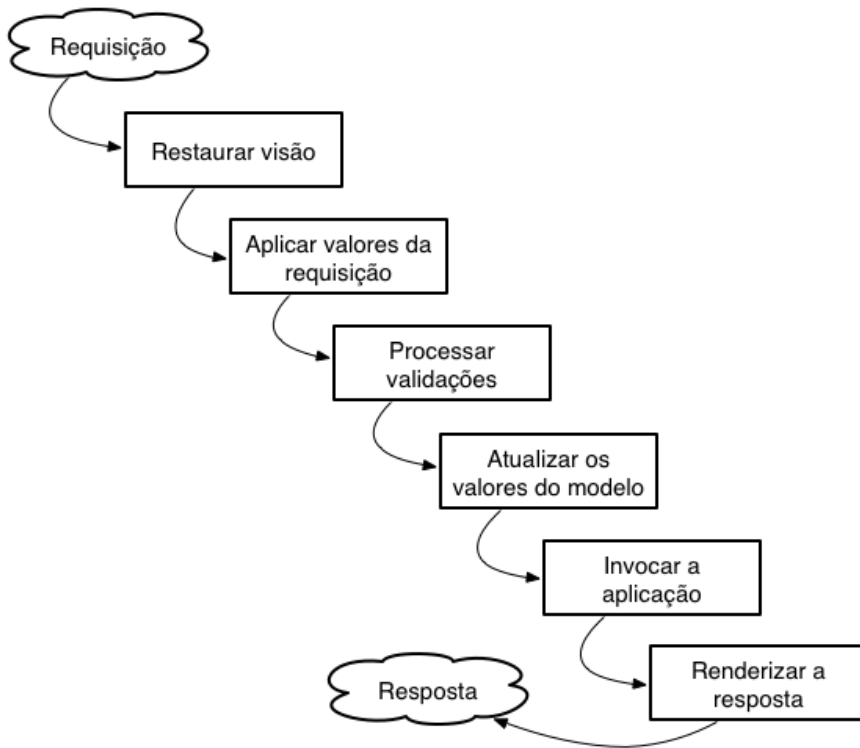 Requisição
Restaurar visão
Aplicar valores da
requisição
Processar
validações
Atualizar os
valores do modelo
Invocar a
aplicação
Renderizar a
resposta
Resposta